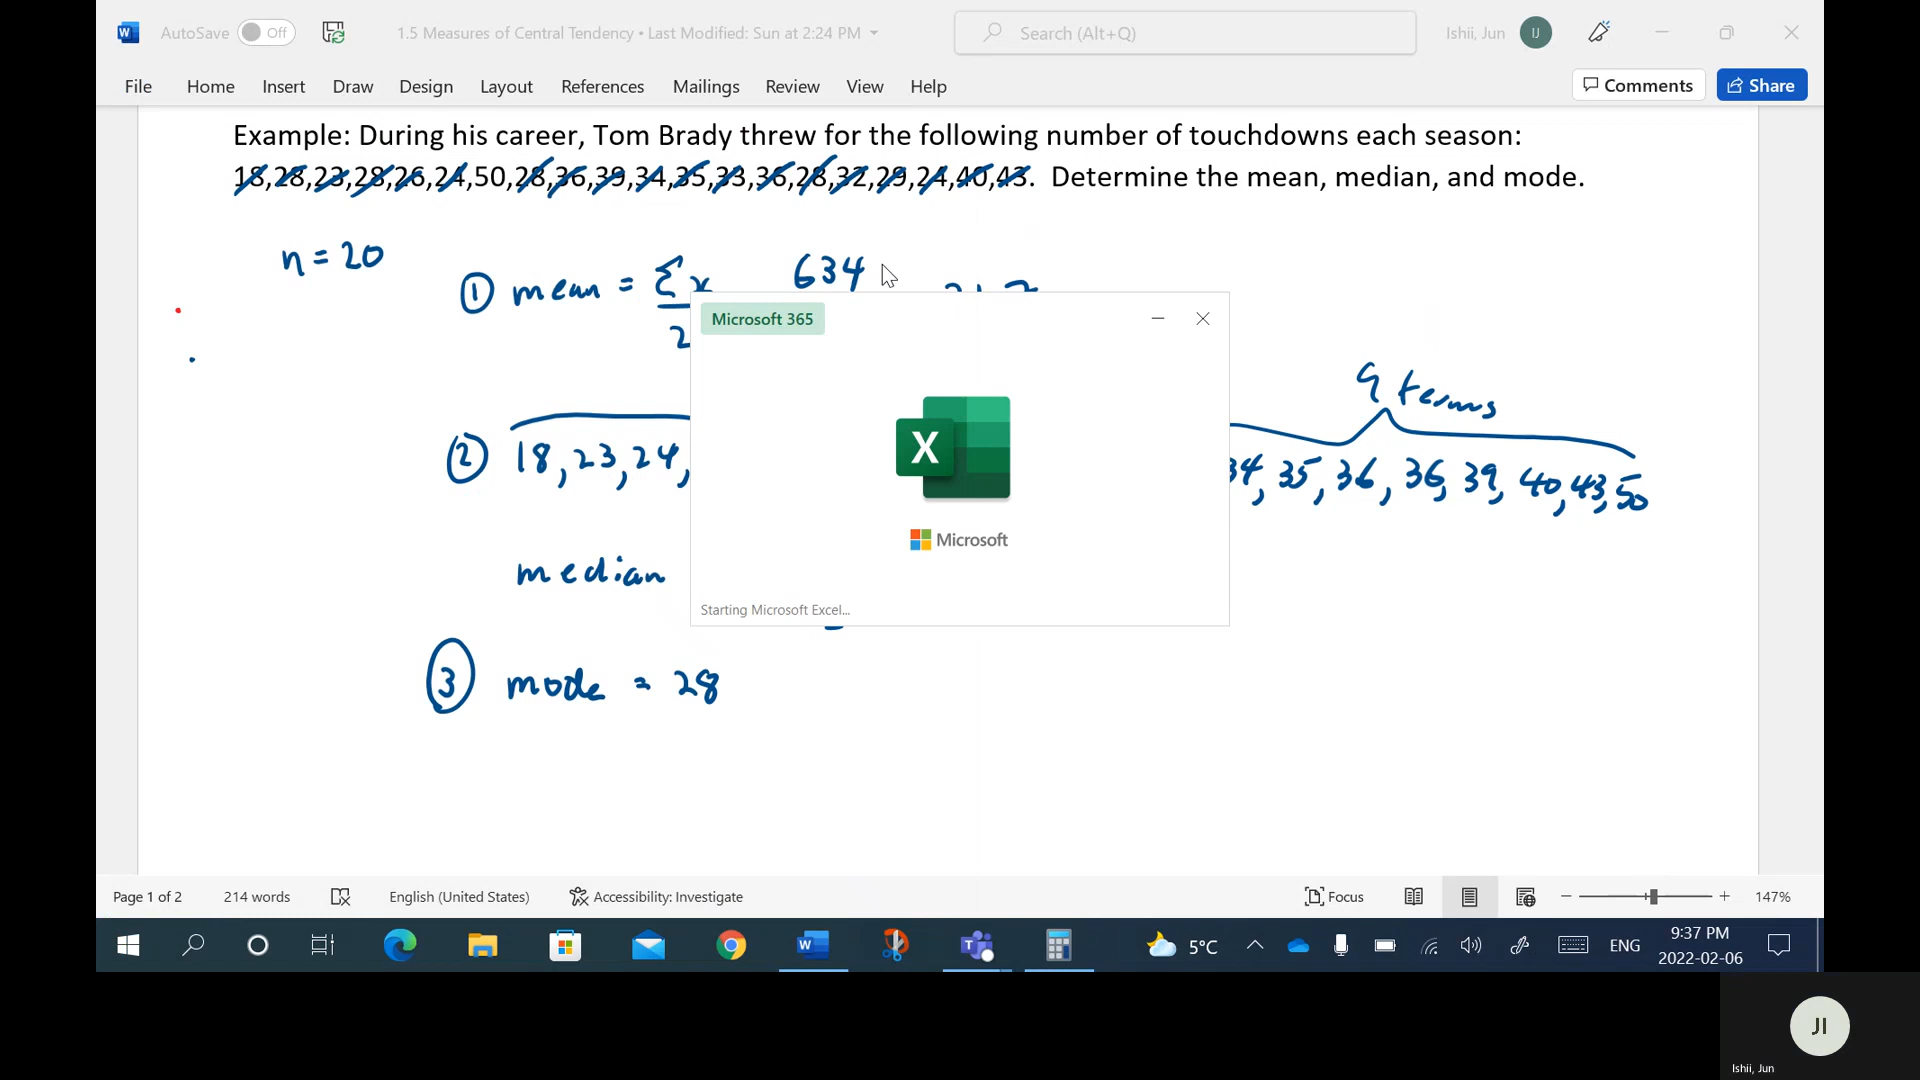 AutoSave Off 1.5 Measures of Central Tendency • Last Modified: Sun at 2:24 PM Search (Alt+Q) Ishii, Jun IJ
File Home Insert Draw Design Layout References Mailings Review View Help Comments Share
Example: During his career, Tom Brady threw for the following number of touchdowns each season:
18,28,23,28,26,24,50,28,36,39,34,35,33,36,28,32,29,24,40,43. Determine the mean, median, and mode.
n = 20
① mean = Σx 634
2
Microsoft 365
9 terms
② 18,23,24, 34, 35, 36, 36, 39, 40, 43, 50
X
Microsoft
median
Starting Microsoft Excel...
③ mode = 28
Page 1 of 2 214 words English (United States) Accessibility: Investigate Focus 147%
W 5°C ENG 9:37 PM
2022-02-06
JI
Ishii, Jun